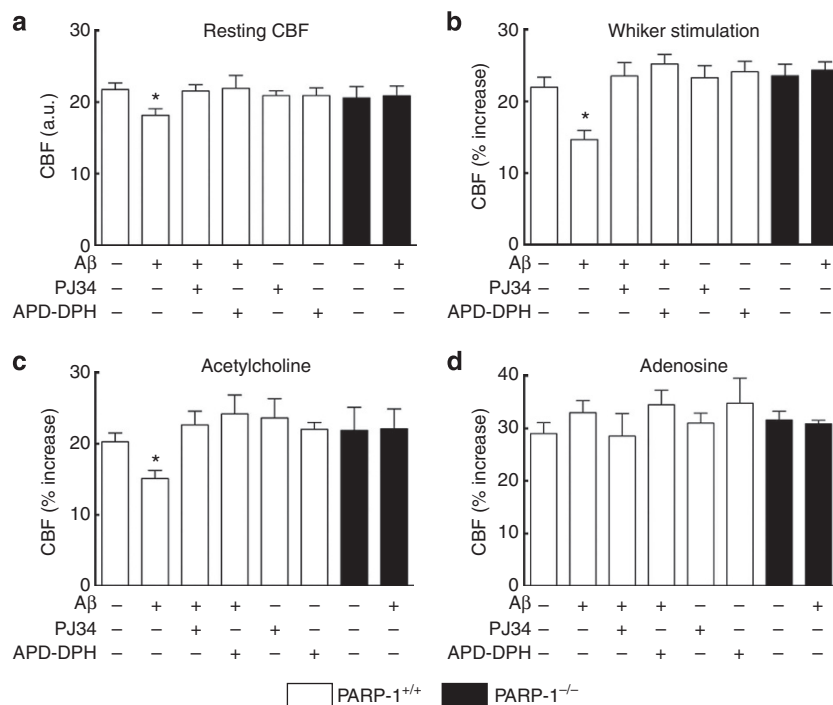 a Resting CBF
30
20
10
0
CBF (a.u.)
*
Aβ – + + + – – – +
PJ34 – – + – + – – –
APD-DPH – – – + – + – –
b Whiker stimulation
30
20
10
0
CBF (% increase)
*
Aβ – + + + – – – +
PJ34 – – + – + – – –
APD-DPH – – – + – + – –
c Acetylcholine
30
20
10
0
CBF (% increase)
*
Aβ – + + + – – – +
PJ34 – – + – + – – –
APD-DPH – – – + – + – –
d Adenosine
40
30
20
10
0
CBF (% increase)
Aβ – + + + – – – +
PJ34 – – + – + – – –
APD-DPH – – – + – + – –
PARP-1+/+ PARP-1–/–